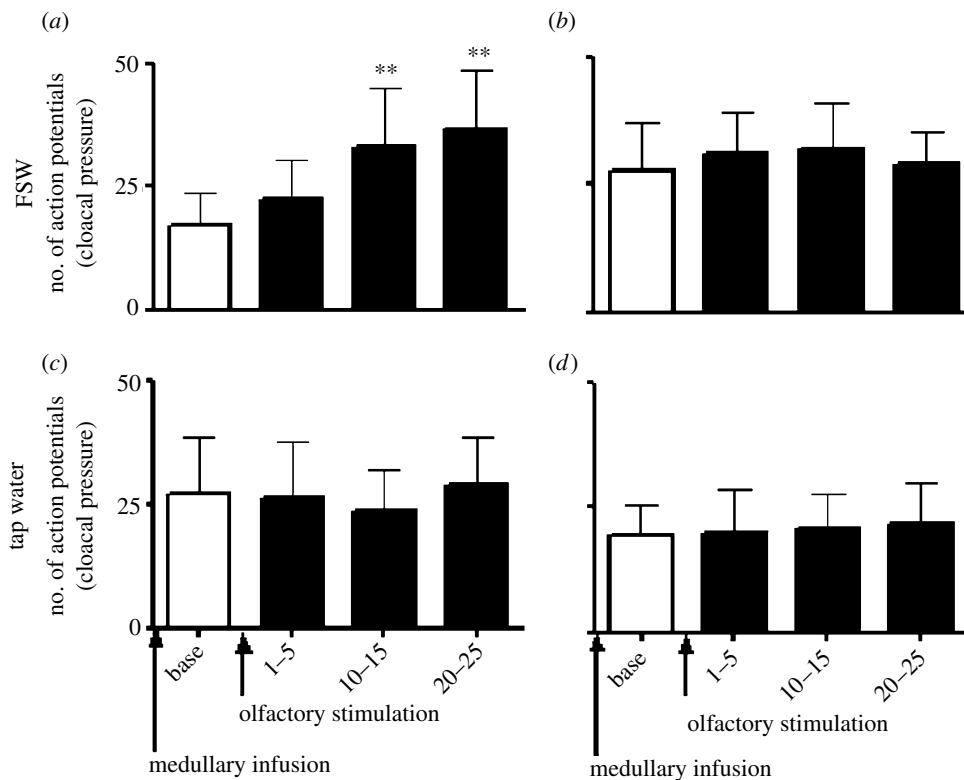 (a)
(b)
FSW
no. of action potentials
(cloacal pressure)
50
25
0
**
**
(c)
(d)
tap water
no. of action potentials
(cloacal pressure)
50
25
0
base
1–5
10–15
20–25
base
1–5
10–15
20–25
olfactory stimulation
olfactory stimulation
medullary infusion
medullary infusion